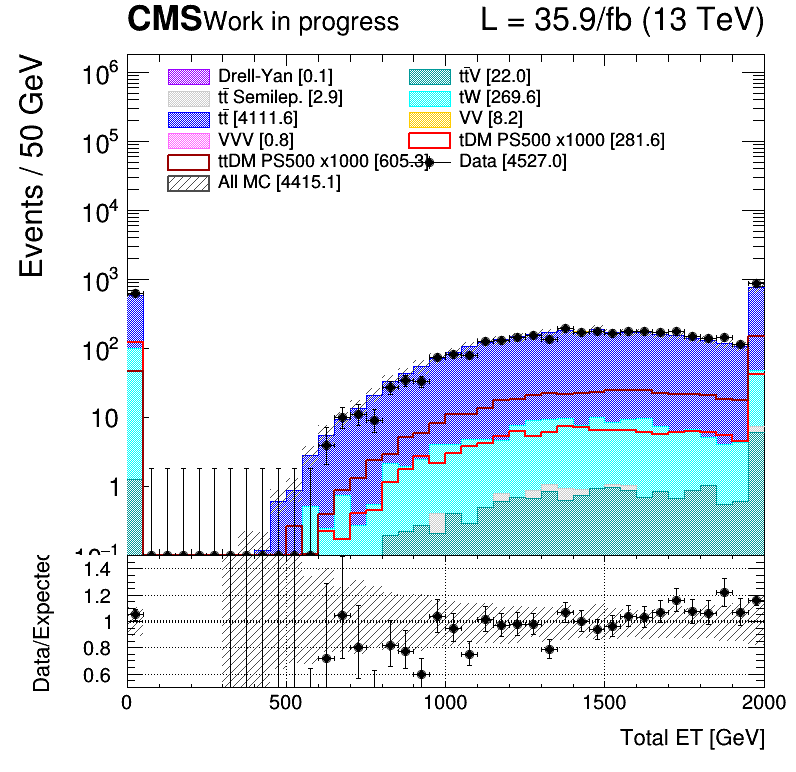 CMS Work in progress L = 35.9/fb (13 TeV)
Events / 50 GeV
Drell-Yan [0.1] tt̄V [22.0]
tt̄ Semilep. [2.9] tW [269.6]
tt̄ [4111.6] VV [8.2]
VVV [0.8] tDM PS500 x1000 [281.6]
ttDM PS500 x1000 [605.3] Data [4527.0]
All MC [4415.1]
10⁶
10⁵
10⁴
10³
10²
10
1
10⁻¹
Data/Expected
1.4
1.2
1
0.8
0.6
0 500 1000 1500 2000
Total ET [GeV]